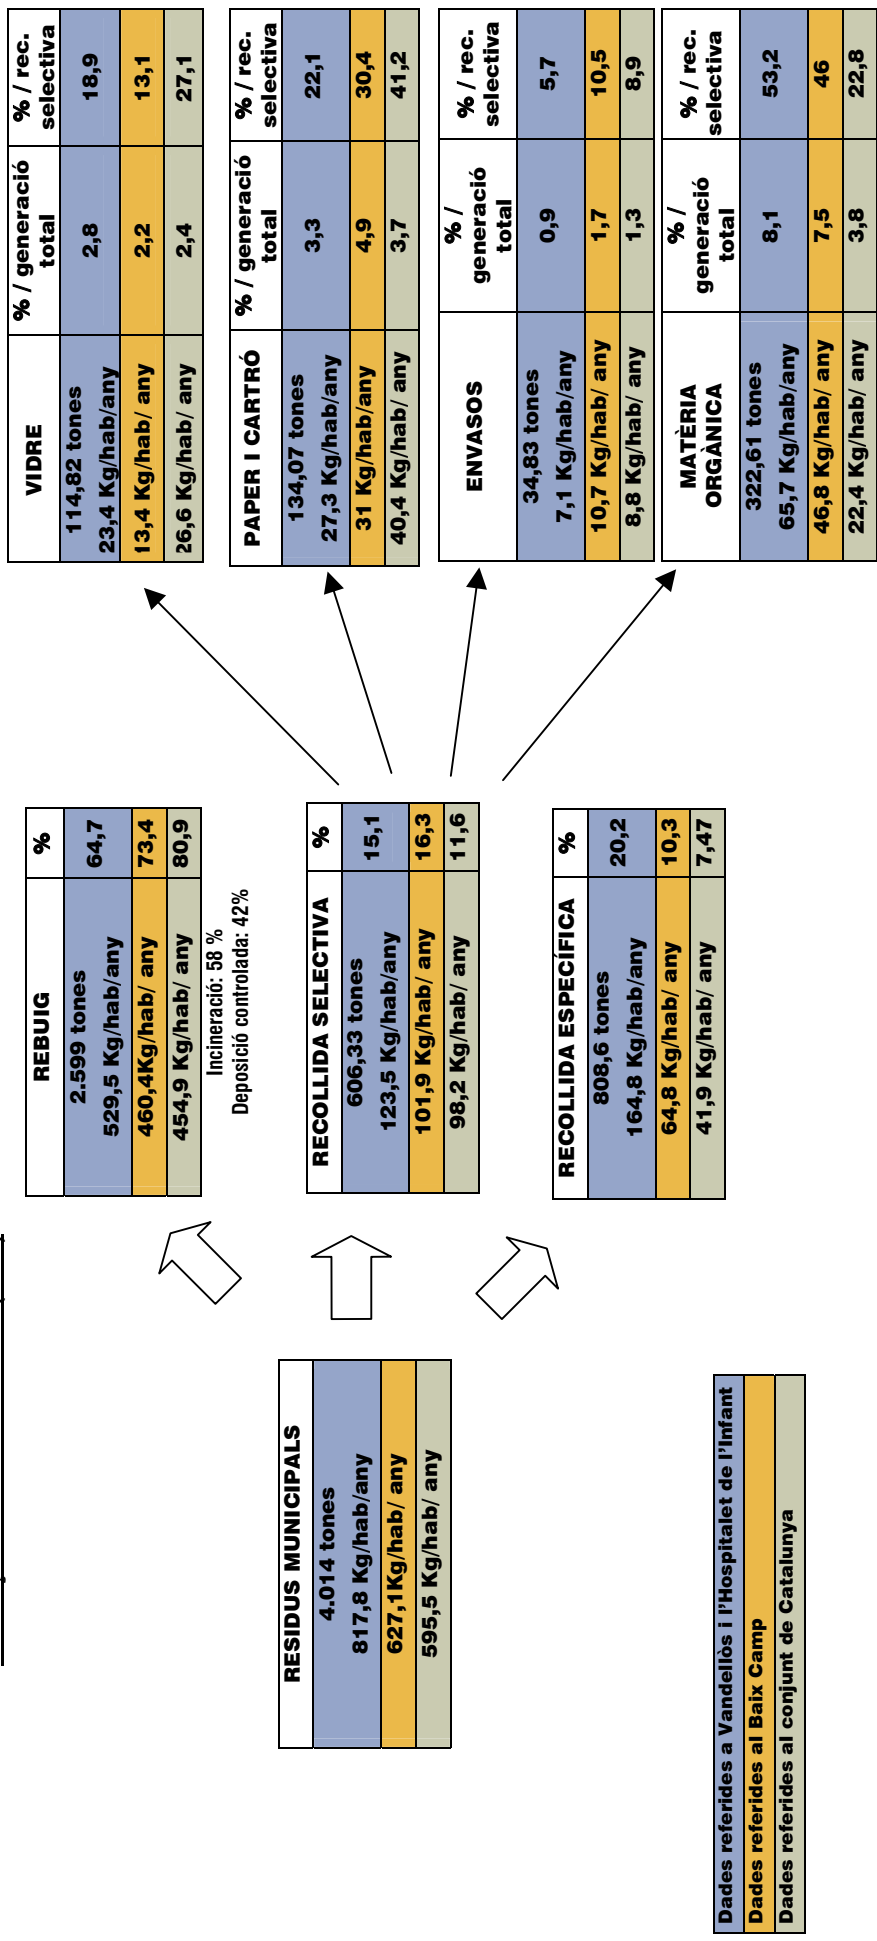 RESIDUS MUNICIPALS
4.014 tones
817,8 Kg/hab/any
627,1Kg/hab/ any
595,5 Kg/hab/ any
REBUIG %
2.599 tones
529,5 Kg/hab/any 64,7
460,4Kg/hab/ any 73,4
454,9 Kg/hab/ any 80,9
Incineració: 58 %
Deposició controlada: 42%
RECOLLIDA SELECTIVA %
606,33 tones
123,5 Kg/hab/any 15,1
101,9 Kg/hab/ any 16,3
98,2 Kg/hab/ any 11,6
RECOLLIDA ESPECÍFICA %
808,6 tones
164,8 Kg/hab/any 20,2
64,8 Kg/hab/ any 10,3
41,9 Kg/hab/ any 7,47
VIDRE % / generació total % / rec. selectiva
114,82 tones
23,4 Kg/hab/any 2,8 18,9
13,4 Kg/hab/ any 2,2 13,1
26,6 Kg/hab/ any 2,4 27,1
PAPER I CARTRÓ % / generació total % / rec. selectiva
134,07 tones
27,3 Kg/hab/any 3,3 22,1
31 Kg/hab/any 4,9 30,4
40,4 Kg/hab/ any 3,7 41,2
ENVASOS % / generació total % / rec. selectiva
34,83 tones
7,1 Kg/hab/any 0,9 5,7
10,7 Kg/hab/ any 1,7 10,5
8,8 Kg/hab/ any 1,3 8,9
MATÈRIA ORGÀNICA % / generació total % / rec. selectiva
322,61 tones
65,7 Kg/hab/any 8,1 53,2
46,8 Kg/hab/ any 7,5 46
22,4 Kg/hab/ any 3,8 22,8
Dades referides a Vandellòs i l'Hospitalet de l'Infant
Dades referides al Baix Camp
Dades referides al conjunt de Catalunya